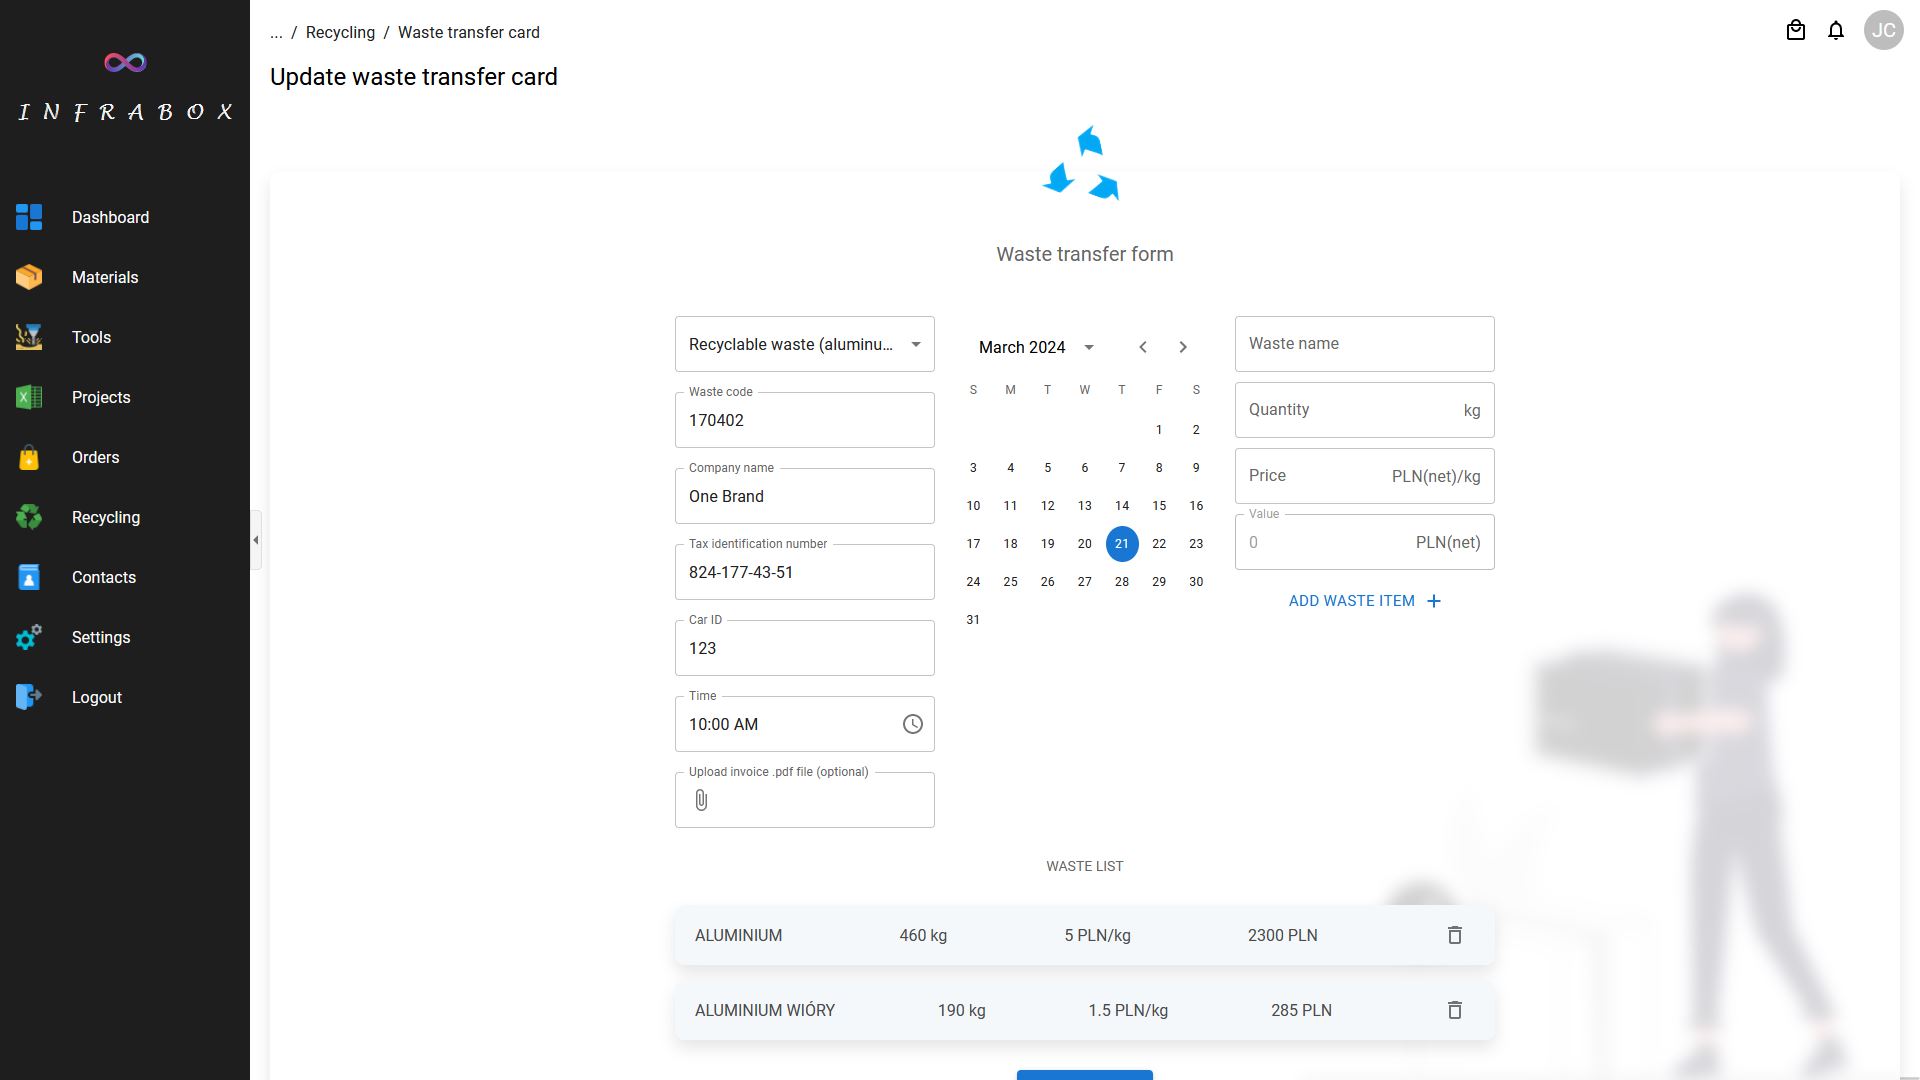 ... / Recycling / Waste transfer card
JC
Update waste transfer card
INFRABOX
Dashboard
Materials
Tools
Projects
Orders
Recycling
Contacts
Settings
Logout
Waste transfer form
Recyclable waste (aluminu...
Waste code
170402
Company name
One Brand
Tax identification number
824-177-43-51
Car ID
123
Time
10:00 AM
Upload invoice .pdf file (optional)
March 2024
S M T W T F S
1 2
3 4 5 6 7 8 9
10 11 12 13 14 15 16
17 18 19 20 21 22 23
24 25 26 27 28 29 30
31
Waste name
Quantity kg
Price PLN(net)/kg
Value
0 PLN(net)
ADD WASTE ITEM +
WASTE LIST
ALUMINIUM 460 kg 5 PLN/kg 2300 PLN
ALUMINIUM WIÓRY 190 kg 1.5 PLN/kg 285 PLN